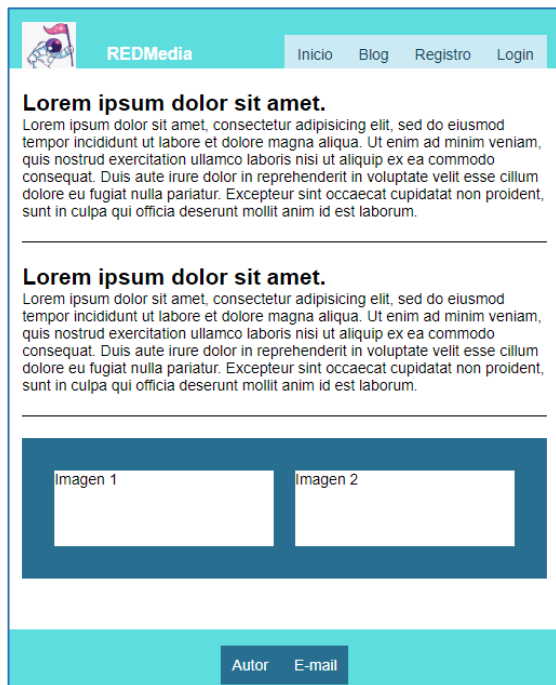 REDMedia
Inicio Blog Registro Login
Lorem ipsum dolor sit amet.
Lorem ipsum dolor sit amet, consectetur adipisicing elit, sed do eiusmod
tempor incididunt ut labore et dolore magna aliqua. Ut enim ad minim veniam,
quis nostrud exercitation ullamco laboris nisi ut aliquip ex ea commodo
consequat. Duis aute irure dolor in reprehenderit in voluptate velit esse cillum
dolore eu fugiat nulla pariatur. Excepteur sint occaecat cupidatat non proident,
sunt in culpa qui officia deserunt mollit anim id est laborum.
Lorem ipsum dolor sit amet.
Lorem ipsum dolor sit amet, consectetur adipisicing elit, sed do eiusmod
tempor incididunt ut labore et dolore magna aliqua. Ut enim ad minim veniam,
quis nostrud exercitation ullamco laboris nisi ut aliquip ex ea commodo
consequat. Duis aute irure dolor in reprehenderit in voluptate velit esse cillum
dolore eu fugiat nulla pariatur. Excepteur sint occaecat cupidatat non proident,
sunt in culpa qui officia deserunt mollit anim id est laborum.
Imagen 1
Imagen 2
Autor E-mail